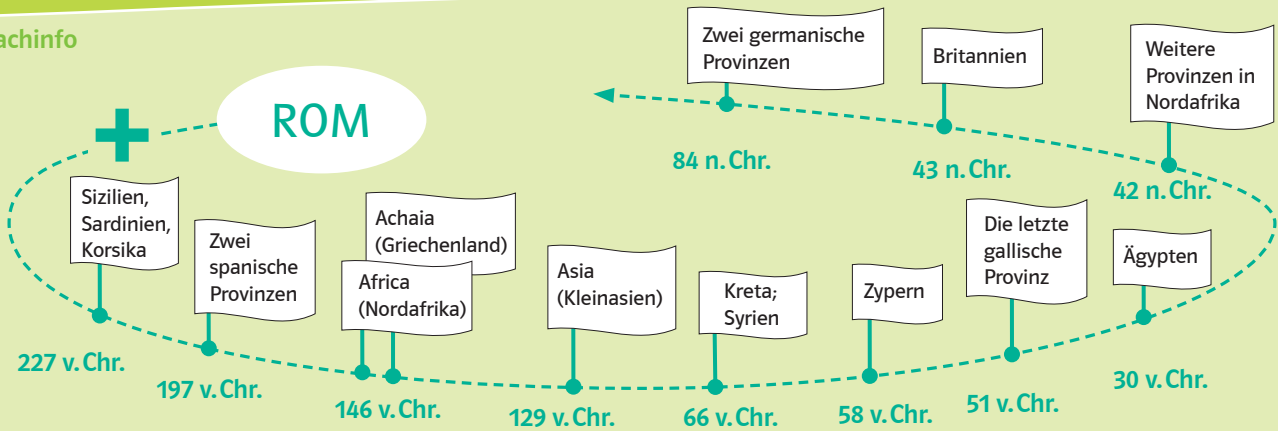 achinfo
ROM
Sizilien,
Sardinien,
Korsika
227 v. Chr.
Zwei
spanische
Provinzen
197 v. Chr.
Achaia
(Griechenland)
Africa
(Nordafrika)
146 v. Chr.
Asia
(Kleinasien)
129 v. Chr.
Kreta;
Syrien
66 v. Chr.
Zypern
58 v. Chr.
Die letzte
gallische
Provinz
51 v. Chr.
Ägypten
30 v. Chr.
Weitere
Provinzen in
Nordafrika
42 n. Chr.
Britannien
43 n. Chr.
Zwei germanische
Provinzen
84 n. Chr.